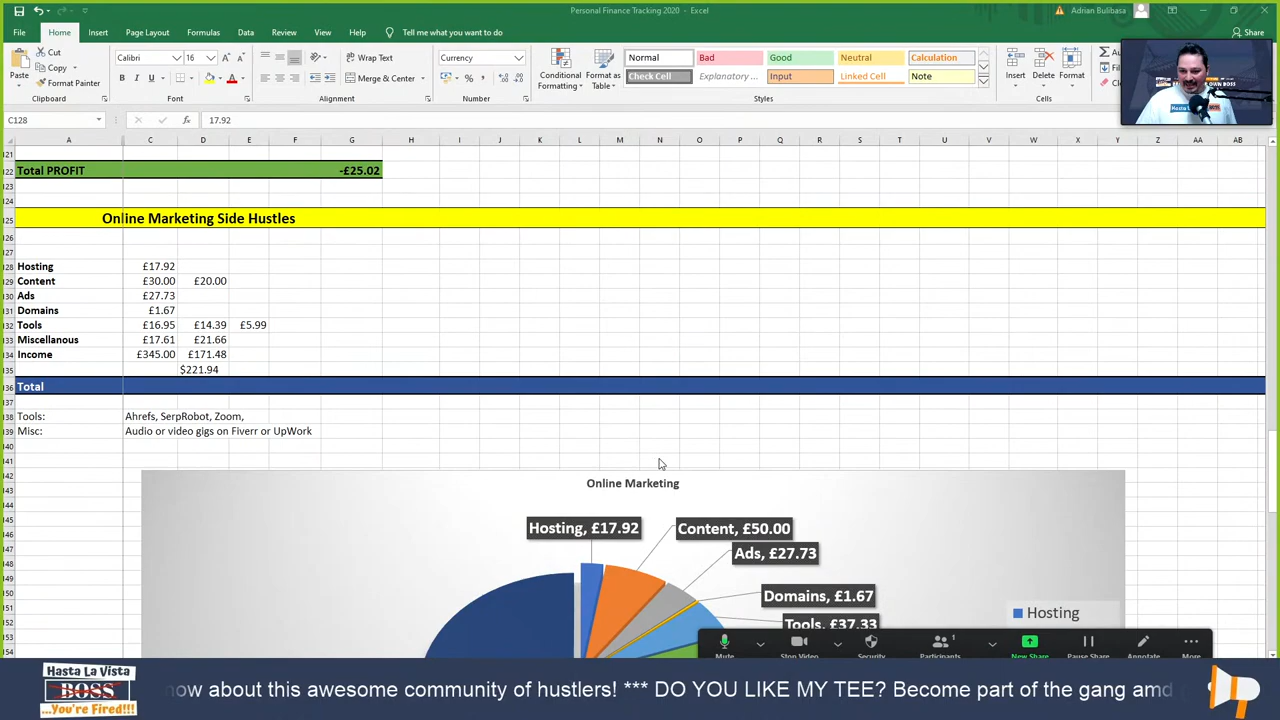 Personal Finance Tracking 2020 - Excel
Adrian Bulibasa
File Home Insert Page Layout Formulas Data Review View Help Tell me what you want to do
Share
Paste
Cut
Copy
Format Painter
Clipboard
Calibri 16
B I U
Font
Wrap Text
Merge & Center
Alignment
Currency
Number
Conditional Formatting
Format as Table
Normal Bad Good Neutral Calculation
Check Cell Explanatory ... Input Linked Cell Note
Styles
Insert Delete Format
Cells
C128 fx 17.92
A C D E F G H I J K L M N O P Q R S T U V W X Y Z AA AB
121
122 Total PROFIT -£25.02
123
124
125 Online Marketing Side Hustles
126
127
128 Hosting £17.92
129 Content £30.00 £20.00
130 Ads £27.73
131 Domains £1.67
132 Tools £16.95 £14.39 £5.99
133 Miscellanous £17.61 £21.66
134 Income £345.00 £171.48
135 $221.94
136 Total
137
138 Tools: Ahrefs, SerpRobot, Zoom,
139 Misc: Audio or video gigs on Fiverr or UpWork
140
141
142
143 Online Marketing
144
145
146 Hosting, £17.92 Content, £50.00
147
148 Ads, £27.73
149
150
151 Domains, £1.67
152 Hosting
153 Tools, £37.33
154
Mute Stop Video Security Participants 1 New Share Pause Share Annotate More
Hasta La Vista
BOSS
...You're Fired!!!
now about this awesome community of hustlers! *** DO YOU LIKE MY TEE? Become part of the gang and